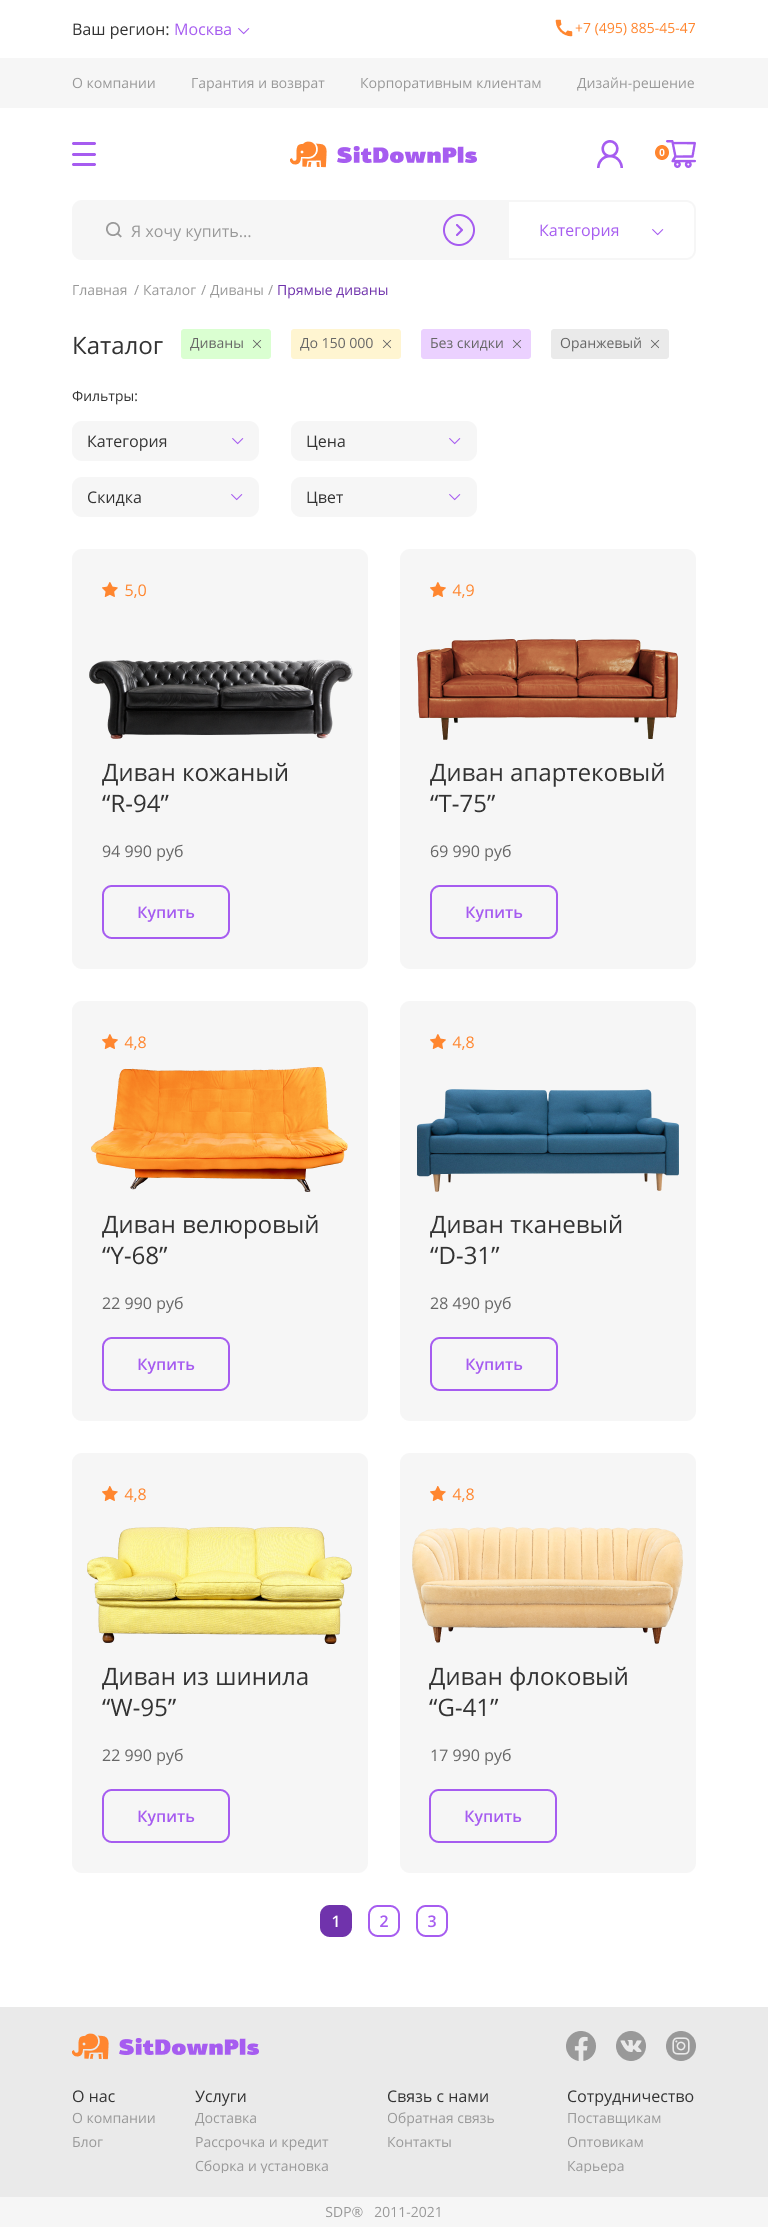 Ваш регион: Москва
+7 (495) 885-45-47
О компании Гарантия и возврат Корпоративным клиентам Дизайн-решение
SitDownPls
0
Я хочу купить...
Категория
Главная / Каталог / Диваны / Прямые диваны
Каталог
Диваны
До 150 000
Без скидки
Оранжевый
Фильтры:
Категория
Цена
Скидка
Цвет
5,0
Диван кожаный
“R-94”
94 990 руб
Купить
4,9
Диван апартековый
“T-75”
69 990 руб
Купить
4,8
Диван велюровый
“Y-68”
22 990 руб
Купить
4,8
Диван тканевый
“D-31”
28 490 руб
Купить
4,8
Диван из шинила
“W-95”
22 990 руб
Купить
4,8
Диван флоковый
“G-41”
17 990 руб
Купить
1 2 3
SitDownPls
О нас
О компании
Блог
Услуги
Доставка
Рассрочка и кредит
Сборка и установка
Связь с нами
Обратная связь
Контакты
Сотрудничество
Поставщикам
Оптовикам
Карьера
SDP® 2011-2021